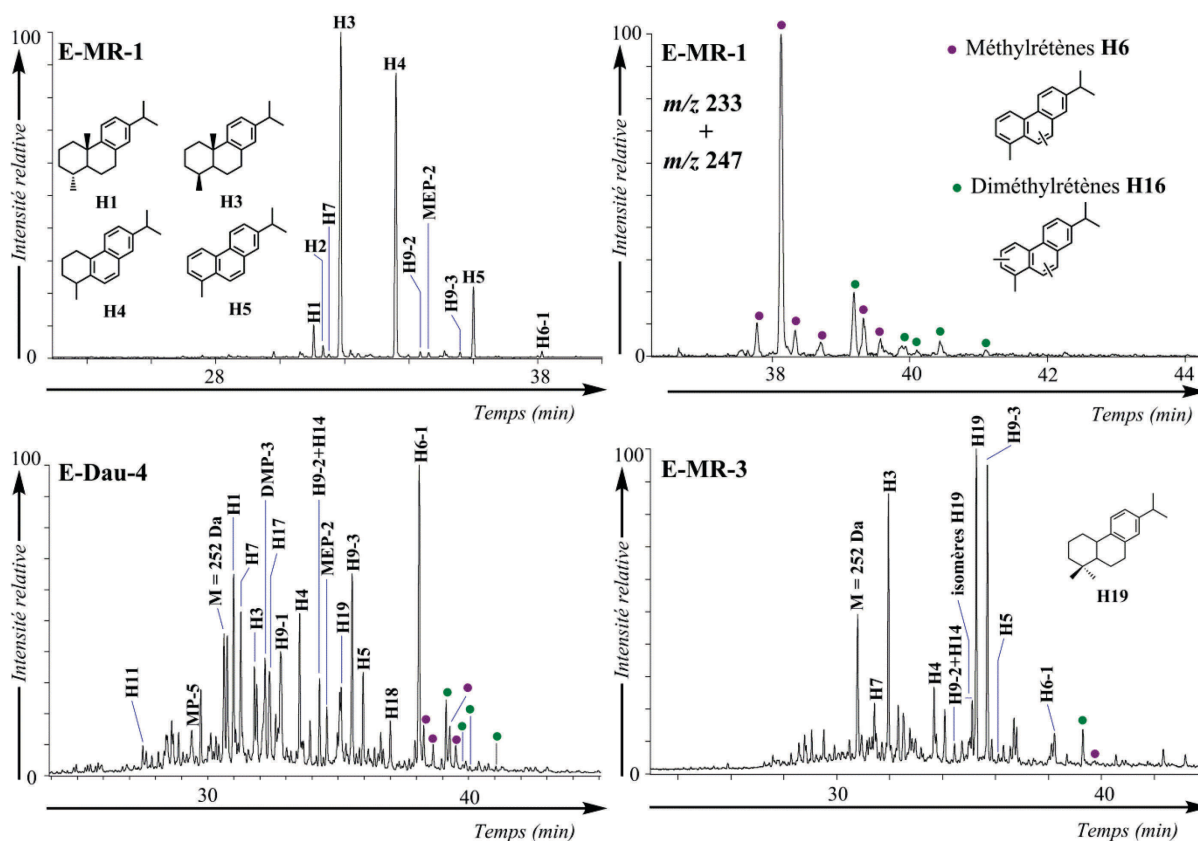 E-MR-1
100
0
Intensité relative
H1
H3
H4
H5
H1
H2
H7
H3
H4
H9-2
MEP-2
H9-3
H5
H6-1
28
38
Temps (min)
E-MR-1
m/z 233
+
m/z 247
100
0
Intensité relative
Méthylrétènes H6
Diméthylrétènes H16
38
40
42
44
Temps (min)
E-Dau-4
100
0
Intensité relative
H11
MP-5
M = 252 Da
H1
H7
H3
DMP-3
H17
H9-1
H4
H9-2+H14
MEP-2
H19
H9-3
H5
H18
H6-1
30
40
Temps (min)
E-MR-3
100
0
Intensité relative
M = 252 Da
H7
H3
H4
H9-2+H14
isomères H19
H19
H9-3
H5
H6-1
H19
30
40
Temps (min)